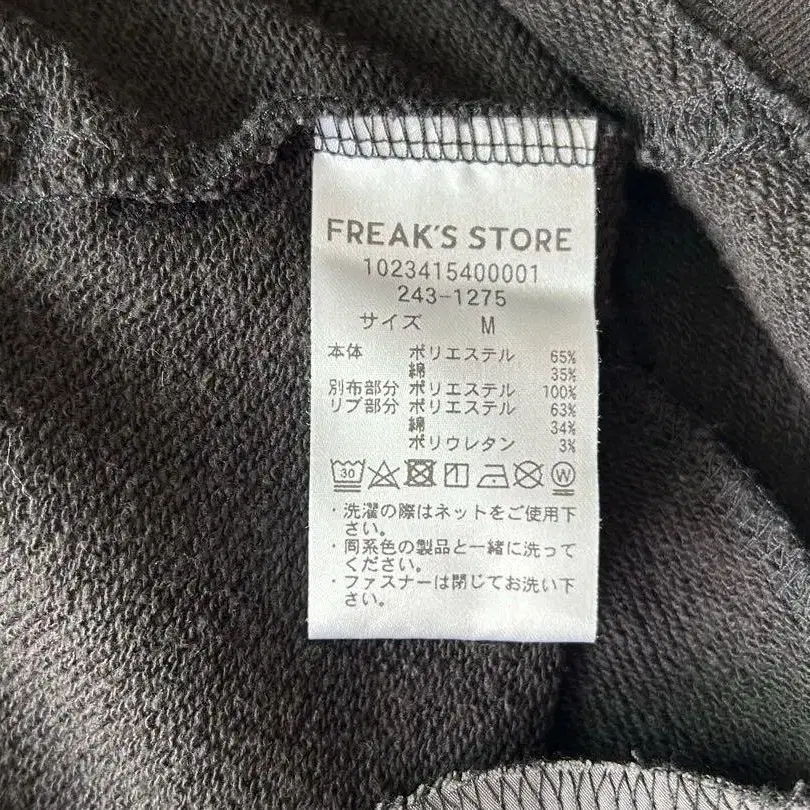 FREAK'S STORE
1023415400001
243-1275
サイズ M
本体 ポリエステル 65%
綿 35%
別布部分 ポリエステル 100%
リブ部分 ポリエステル 63%
綿 34%
ポリウレタン 3%
30 W
・洗濯の際はネットをご使用下
さい。
・同系色の製品と一緒に洗って
ください。
・ファスナーは閉じてお洗い下
さい。